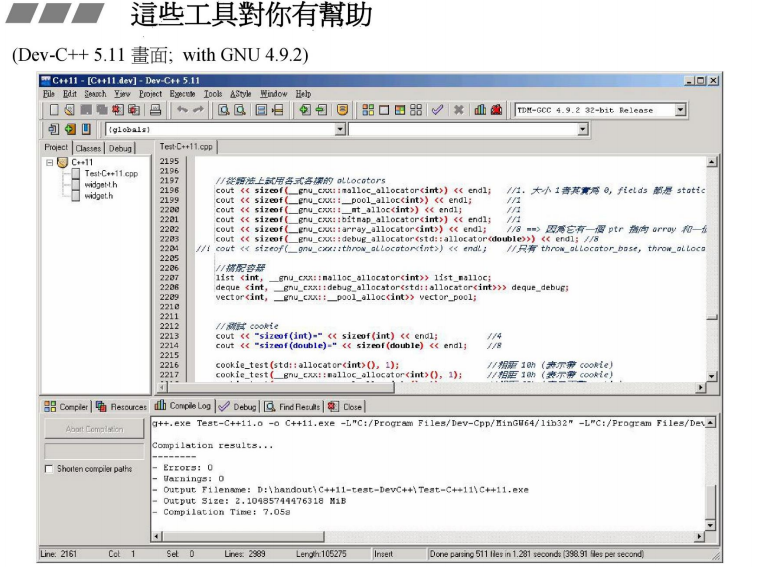 這些工具對你有幫助
(Dev-C++ 5.11 畫面; with GNU 4.9.2)
C++11 - [C++11.dev] - Dev-C++ 5.11
File Edit Search View Project Execute Tools AStyle Window Help
TDM-GCC 4.9.2 32-bit Release
(globals)
Project Classes Debug Test-C++11.cpp
C++11
Test-C++11.cpp
widget-t.h
widget.h
2195
2196
2197 //從語法上試用各式各樣的 allocators
2198 cout << sizeof(__gnu_cxx::malloc_allocator<int>) << endl; //1. 大小 1者其實為 0, fields 都是 static
2199 cout << sizeof(__gnu_cxx::__pool_alloc<int>) << endl; //1
2200 cout << sizeof(__gnu_cxx::__mt_alloc<int>) << endl; //1
2201 cout << sizeof(__gnu_cxx::bitmap_allocator<int>) << endl; //1
2202 cout << sizeof(__gnu_cxx::array_allocator<int>) << endl; //8 ==> 因為它有一個 ptr 指向 array 和一
2203 cout << sizeof(__gnu_cxx::debug_allocator<std::allocator<double>>) << endl; //8
2204 //i cout << sizeof(__gnu_cxx::throw_allocator<int>) << endl; //只有 throw_allocator_base, throw_alloca
2205
2206 //搭配容器
2207 list <int, __gnu_cxx::malloc_allocator<int>> list_malloc;
2208 deque <int, __gnu_cxx::debug_allocator<std::allocator<int>>> deque_debug;
2209 vector<int, __gnu_cxx::__pool_alloc<int>> vector_pool;
2210
2211
2212 //測試 cookie
2213 cout << "sizeof(int)=" << sizeof(int) << endl; //4
2214 cout << "sizeof(double)=" << sizeof(double) << endl; //8
2215
2216 cookie_test(std::allocator<int>(), 1); //相距 10h (表示帶 cookie)
2217 cookie_test(__gnu_cxx::malloc_allocator<int>(), 1); //相距 10h (表示帶 cookie)
Compiler Resources Compile Log Debug Find Results Close
Abort Compilation
Shorten compiler paths
g++.exe Test-C++11.o -o C++11.exe -L"C:/Program Files/Dev-Cpp/MinGW64/lib32" -L"C:/Program Files/Dev
Compilation results...
--------
- Errors: 0
- Warnings: 0
- Output Filename: D:\handout\C++11-test-DevC++\Test-C++11\C++11.exe
- Output Size: 2.10485744476318 MiB
- Compilation Time: 7.05s
Line: 2161 Col: 1 Sel: 0 Lines: 2989 Length: 105275 Insert Done parsing 511 files in 1.281 seconds (398.91 files per second)